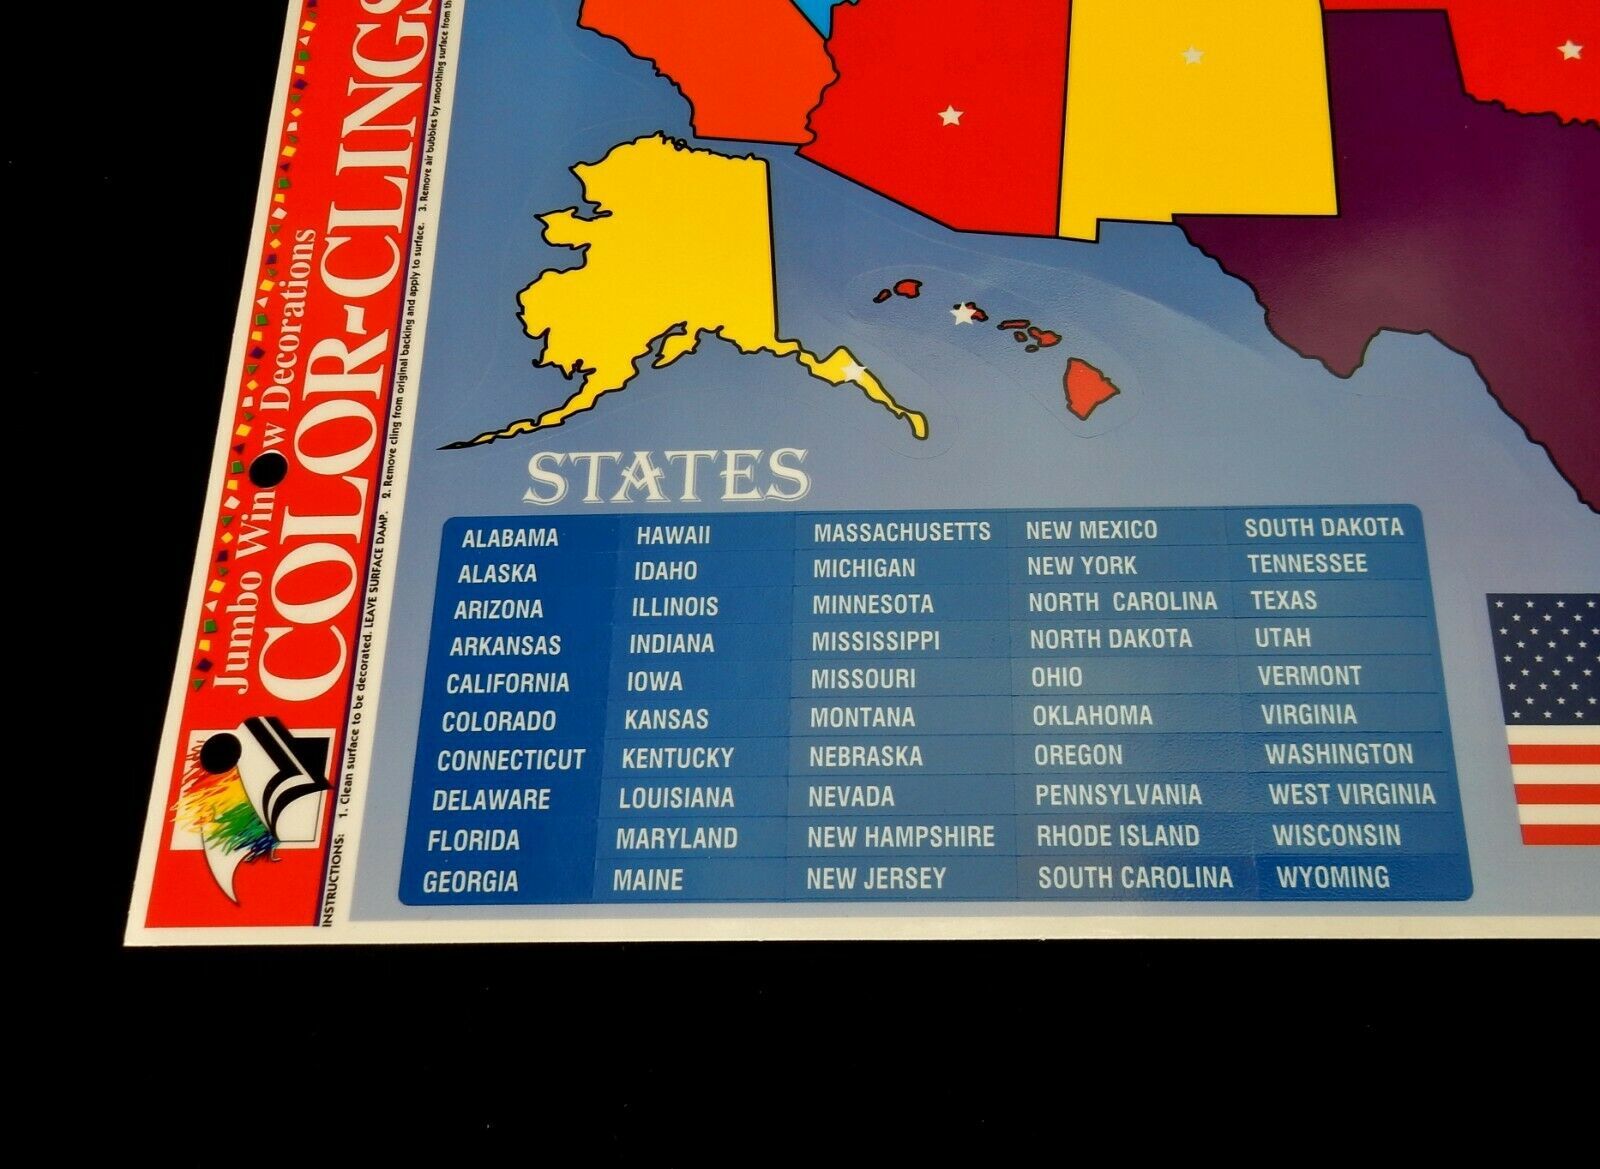 Jumbo Win w Decorations
COLOR-CLINGS
INSTRUCTIONS: 1. Clean surface to be decorated. LEAVE SURFACE DAMP. 2. Remove cling from original backing and apply to surface. 3. Remove air bubbles by smoothing surface from th
STATES
ALABAMA HAWAII MASSACHUSETTS NEW MEXICO SOUTH DAKOTA
ALASKA IDAHO MICHIGAN NEW YORK TENNESSEE
ARIZONA ILLINOIS MINNESOTA NORTH CAROLINA TEXAS
ARKANSAS INDIANA MISSISSIPPI NORTH DAKOTA UTAH
CALIFORNIA IOWA MISSOURI OHIO VERMONT
COLORADO KANSAS MONTANA OKLAHOMA VIRGINIA
CONNECTICUT KENTUCKY NEBRASKA OREGON WASHINGTON
DELAWARE LOUISIANA NEVADA PENNSYLVANIA WEST VIRGINIA
FLORIDA MARYLAND NEW HAMPSHIRE RHODE ISLAND WISCONSIN
GEORGIA MAINE NEW JERSEY SOUTH CAROLINA WYOMING